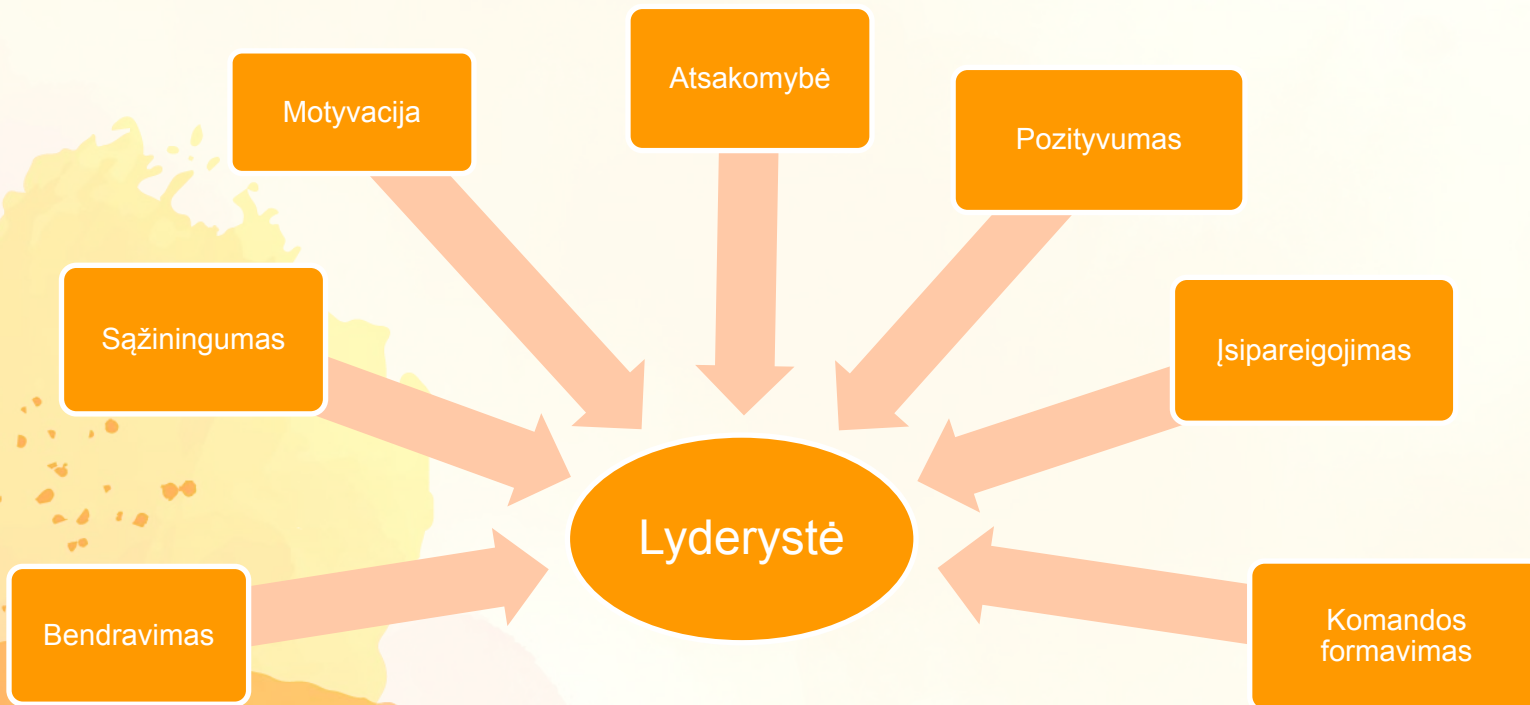 Atsakomybė
Motyvacija
Pozityvumas
Sąžiningumas
Įsipareigojimas
Lyderystė
Bendravimas
Komandos
formavimas